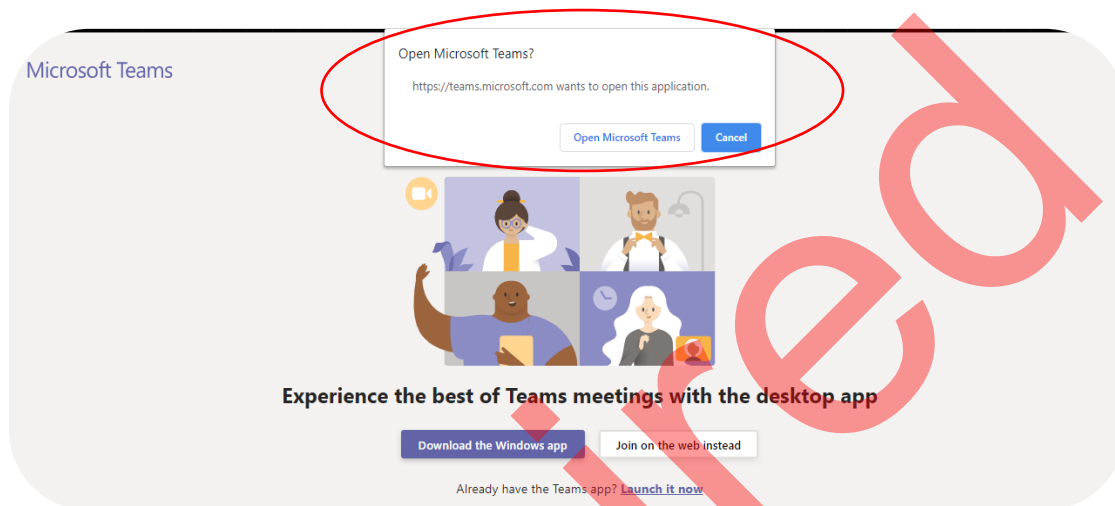 Open Microsoft Teams?
Microsoft Teams
https://teams.microsoft.com wants to open this application.
Open Microsoft Teams Cancel
Experience the best of Teams meetings with the desktop app
Download the Windows app Join on the web instead
Already have the Teams app? Launch it now
ired